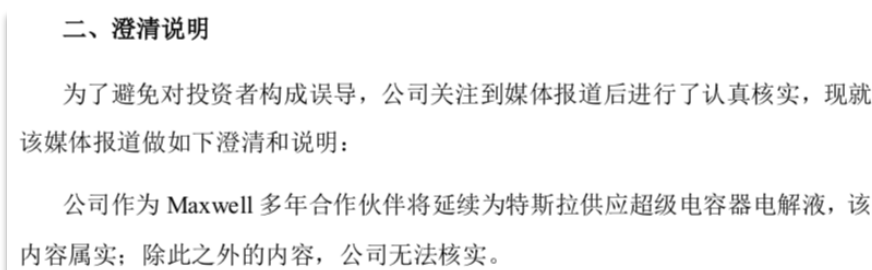 二、澄清说明
为了避免对投资者构成误导，公司关注到媒体报道后进行了认真核实，现就
该媒体报道做如下澄清和说明：
公司作为 Maxwell 多年合作伙伴将延续为特斯拉供应超级电容器电解液，该
内容属实；除此之外的内容，公司无法核实。